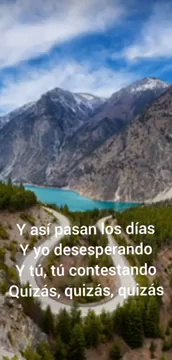 Y así pasan los días
Y yo desesperando
Y tú, tú contestando
Quizás, quizás, quizás